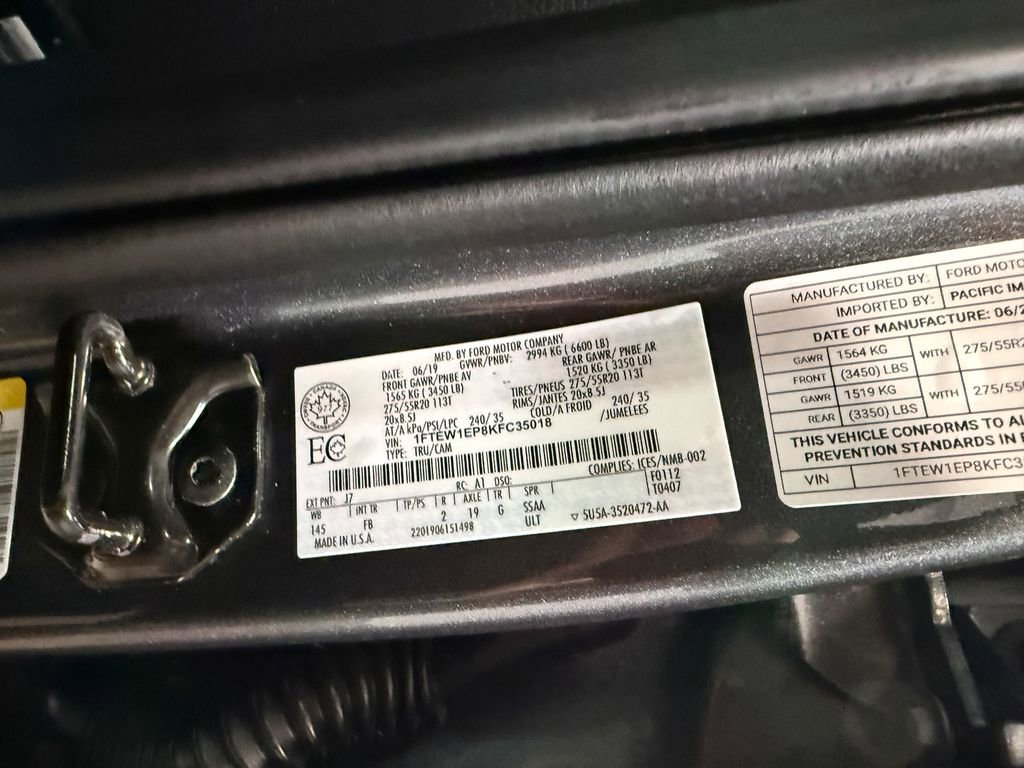 MFD. BY FORD MOTOR COMPANY
DATE: 06/19 GVWR/PNBV: 2994 KG ( 6600 LB)
FRONT GAWR/PNBE AV REAR GAWR/ PNBE AR
1565 KG ( 3450 LB) 1520 KG ( 3350 LB)
275/55R20 113T TIRES/PNEUS 275/55R20 113T
20x8.5J RIMS/JANTES 20x8.5J
AT/A kPa/PSI/LPC 240/35 COLD/A FROID 240/35
VIN: 1FTEW1EP8KFC35018 /JUMELEES
TYPE: TRU/CAM
EC
COMPLIES: ICES/NMB-002
EXT PNT: J7 RC: A1 DSO: F0112
WB INT TR TP/PS R AXLE TR SPR T0407
145 FB 2 19 G SSAA
ULT
MADE IN U.S.A. 2201906151498 ▽ 5U5A-3520472-AA
MANUFACTURED BY: FORD MOTO
IMPORTED BY: PACIFIC IM
DATE OF MANUFACTURE: 06/2
GAWR 1564 KG WITH 275/55R2
FRONT (3450) LBS
GAWR 1519 KG WITH 275/55
REAR (3350) LBS
THIS VEHICLE CONFORMS TO AL
PREVENTION STANDARDS IN
VIN 1FTEW1EP8KFC3